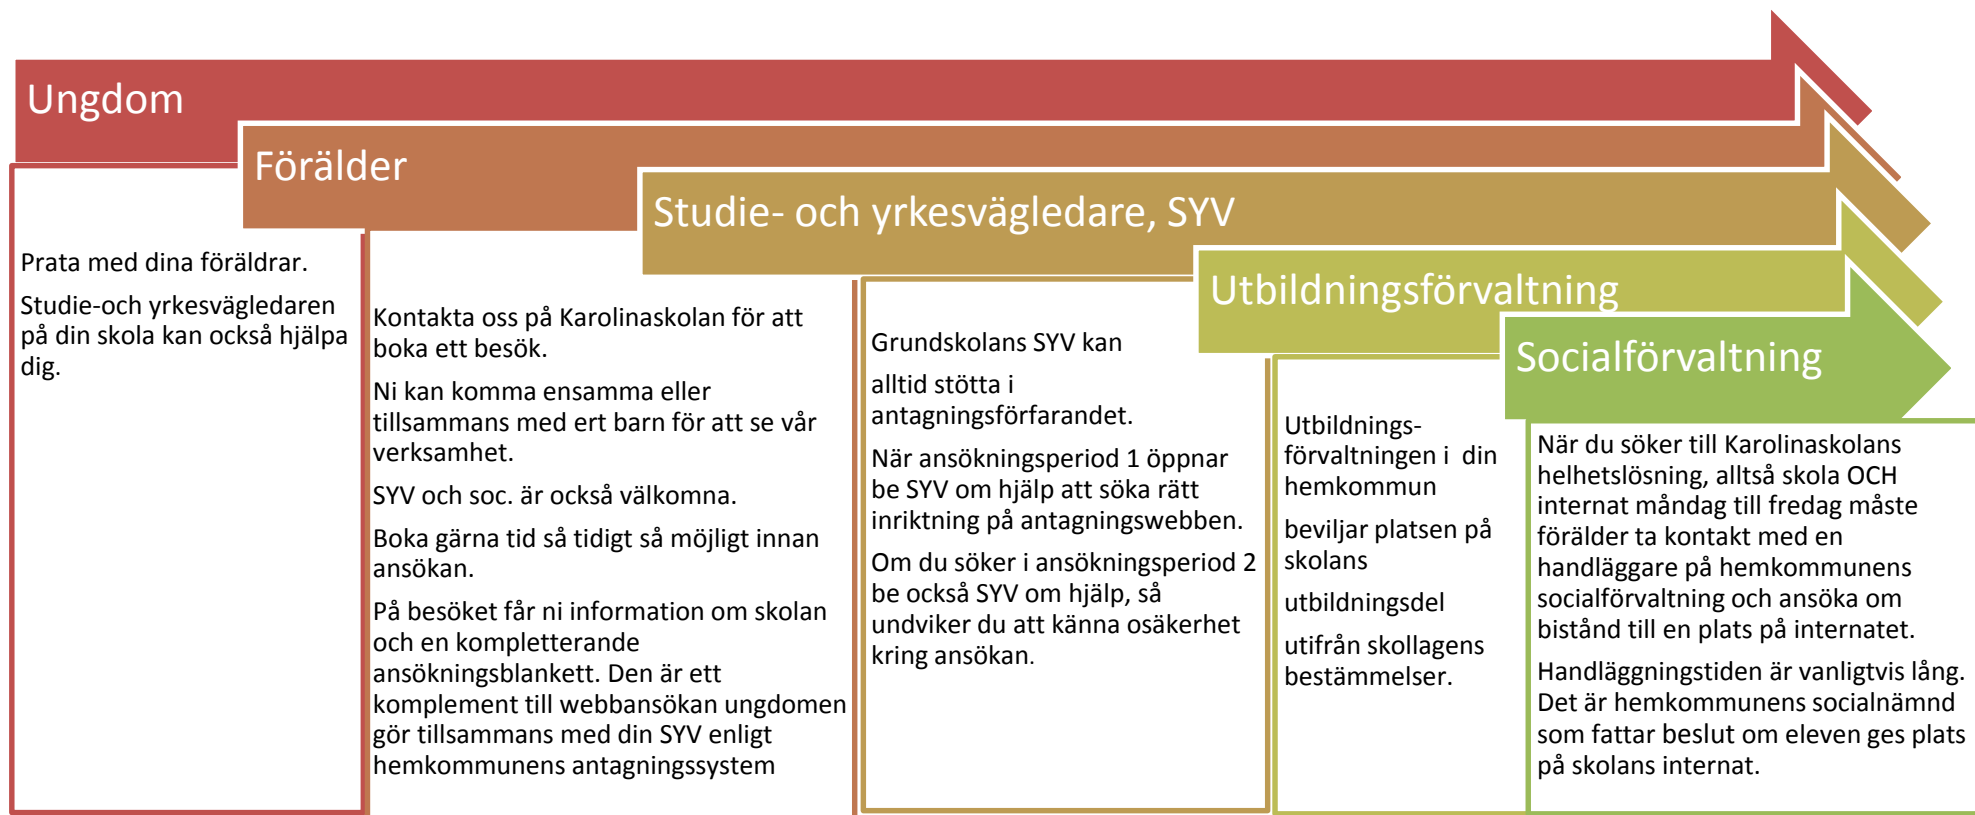 Ungdom
Prata med dina föräldrar.
Studie-och yrkesvägledaren
på din skola kan också hjälpa
dig.
Förälder
Kontakta oss på Karolinaskolan för att
boka ett besök.
Ni kan komma ensamma eller
tillsammans med ert barn för att se vår
verksamhet.
SYV och soc. är också välkomna.
Boka gärna tid så tidigt så möjligt innan
ansökan.
På besöket får ni information om skolan
och en kompletterande
ansökningsblankett. Den är ett
komplement till webbansökan ungdomen
gör tillsammans med din SYV enligt
hemkommunens antagningssystem
Studie- och yrkesvägledare, SYV
Grundskolans SYV kan
alltid stötta i
antagningsförfarandet.
När ansökningsperiod 1 öppnar
be SYV om hjälp att söka rätt
inriktning på antagningswebben.
Om du söker i ansökningsperiod 2
be också SYV om hjälp, så
undviker du att känna osäkerhet
kring ansökan.
Utbildningsförvaltning
Utbildnings-
förvaltningen i din
hemkommun
beviljar platsen på
skolans
utbildningsdel
utifrån skollagens
bestämmelser.
Socialförvaltning
När du söker till Karolinaskolans
helhetslösning, alltså skola OCH
internat måndag till fredag måste
förälder ta kontakt med en
handläggare på hemkommunens
socialförvaltning och ansöka om
bistånd till en plats på internatet.
Handläggningstiden är vanligtvis lång.
Det är hemkommunens socialnämnd
som fattar beslut om eleven ges plats
på skolans internat.